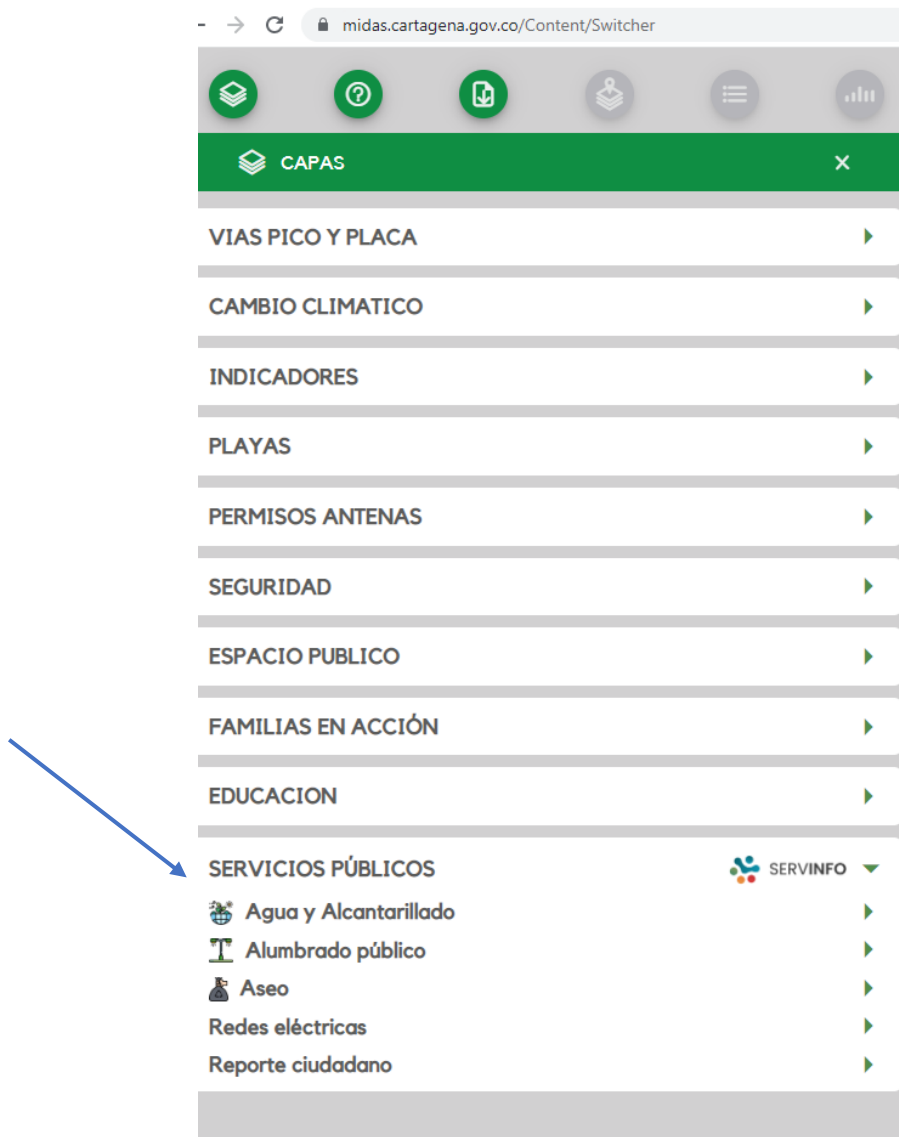 midas.cartagena.gov.co/Content/Switcher
CAPAS
VIAS PICO Y PLACA
CAMBIO CLIMATICO
INDICADORES
PLAYAS
PERMISOS ANTENAS
SEGURIDAD
ESPACIO PUBLICO
FAMILIAS EN ACCIÓN
EDUCACION
SERVICIOS PÚBLICOS SERVINFO
Agua y Alcantarillado
Alumbrado público
Aseo
Redes eléctricas
Reporte ciudadano